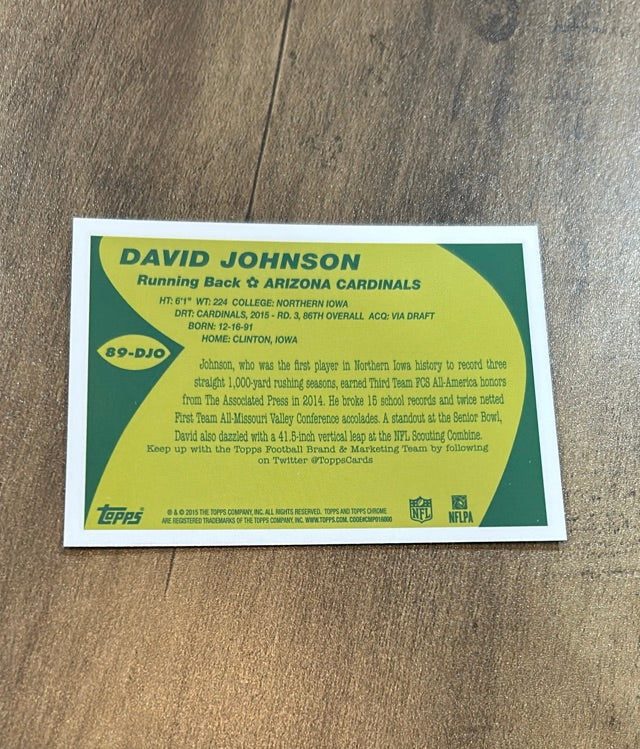 DAVID JOHNSON
Running Back ✿ ARIZONA CARDINALS
HT: 6'1" WT: 224 COLLEGE: NORTHERN IOWA
DRT: CARDINALS, 2015 - RD. 3, 86TH OVERALL ACQ: VIA DRAFT
BORN: 12-16-91
HOME: CLINTON, IOWA
89-DJO
Johnson, who was the first player in Northern Iowa history to record three
straight 1,000-yard rushing seasons, earned Third Team FCS All-America honors
from The Associated Press in 2014. He broke 15 school records and twice netted
First Team All-Missouri Valley Conference accolades. A standout at the Senior Bowl,
David also dazzled with a 41.5-inch vertical leap at the NFL Scouting Combine.
Keep up with the Topps Football Brand & Marketing Team by following
on Twitter @ToppsCards
Topps®
® & © 2015 THE TOPPS COMPANY, INC. ALL RIGHTS RESERVED. TOPPS AND TOPPS CHROME
ARE REGISTERED TRADEMARKS OF THE TOPPS COMPANY, INC. WWW.TOPPS.COM. CODE#CMP016000
NFL
NFLPA